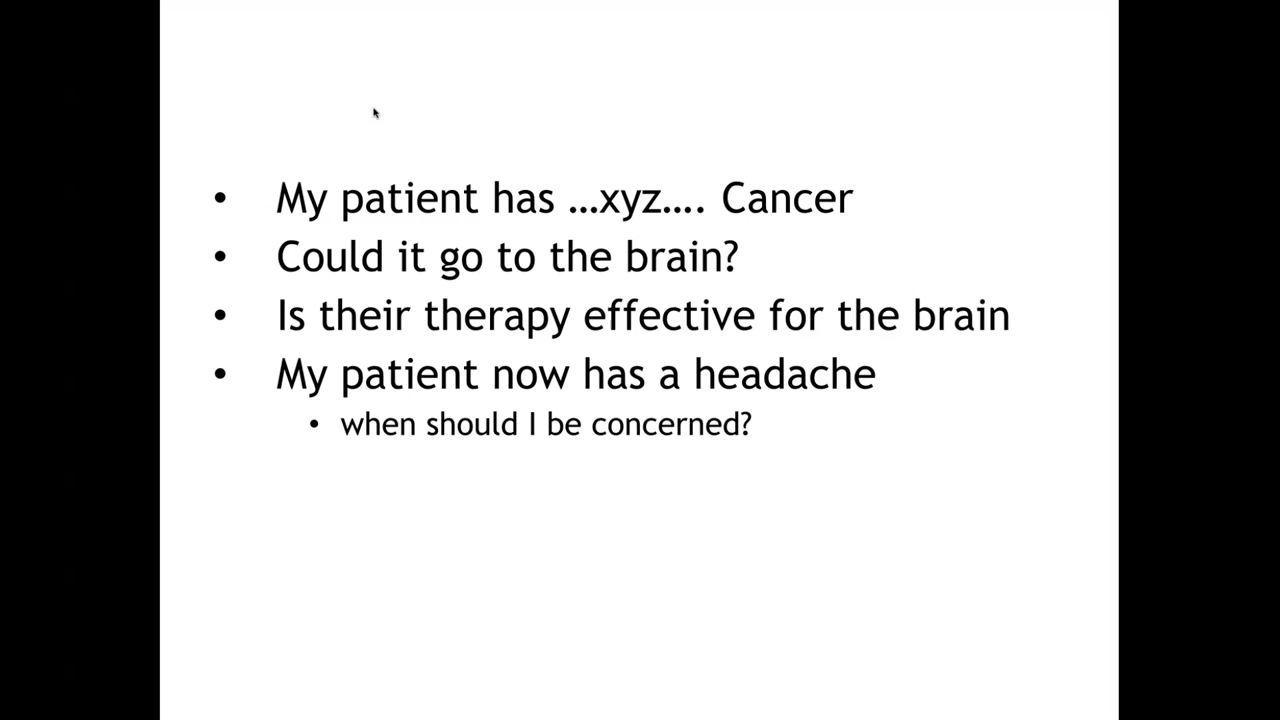 • My patient has ...xyz.... Cancer
• Could it go to the brain?
• Is their therapy effective for the brain
• My patient now has a headache
• when should I be concerned?